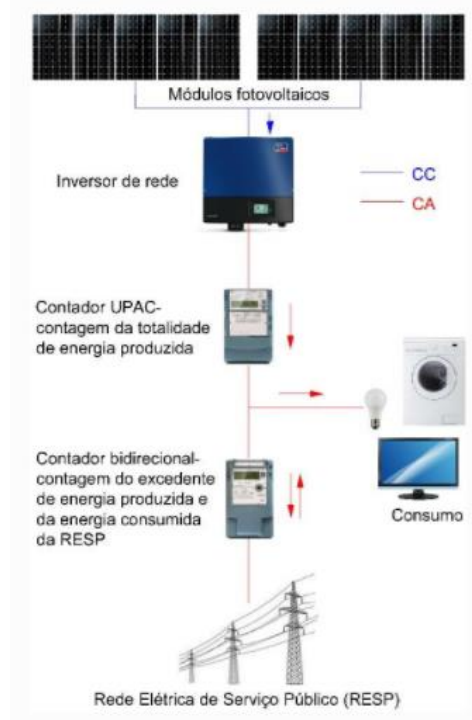 Módulos fotovoltaicos
Inversor de rede
CC
CA
Contador UPAC-
contagem da totalidade
de energia produzida
Contador bidirecional-
contagem do excedente
de energia produzida e
da energia consumida
da RESP
Consumo
Rede Elétrica de Serviço Público (RESP)